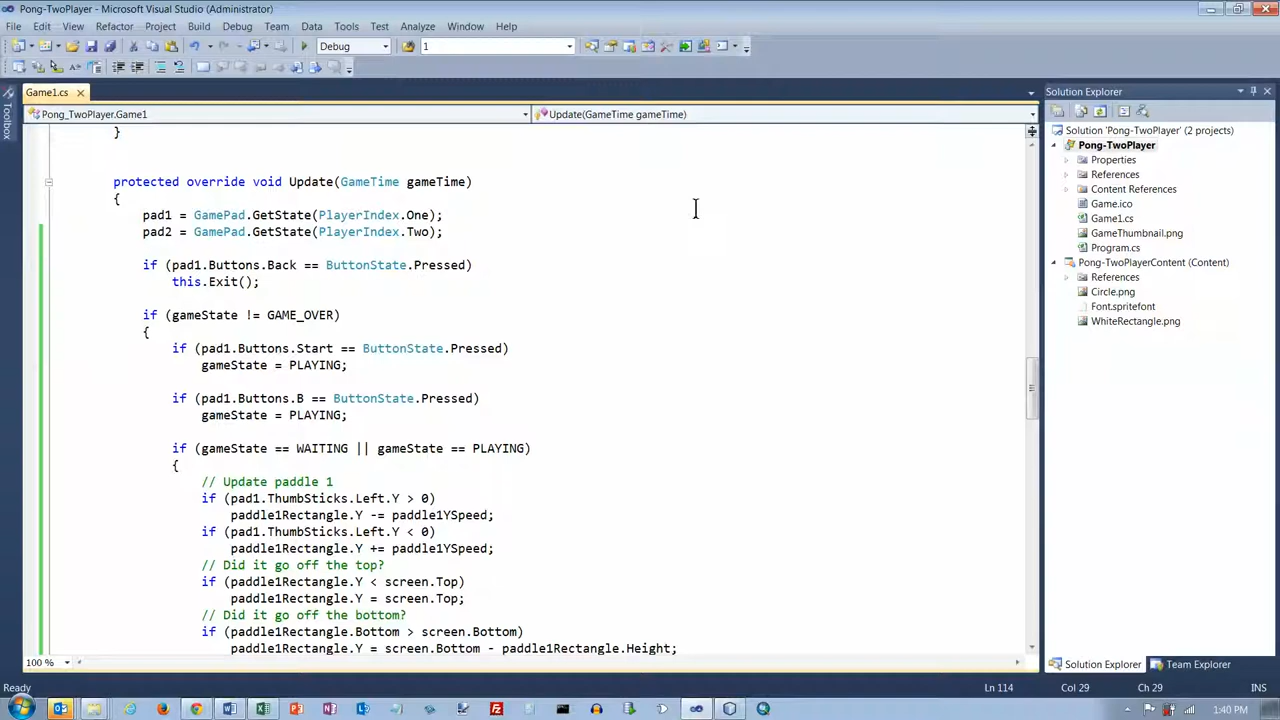 Pong-TwoPlayer - Microsoft Visual Studio (Administrator)
File Edit View Refactor Project Build Debug Team Data Tools Test Analyze Window Help
Debug 1
Game1.cs
Solution Explorer
Toolbox
Pong_TwoPlayer.Game1 Update(GameTime gameTime)
Solution 'Pong-TwoPlayer' (2 projects)
Pong-TwoPlayer
Properties
References
Content References
Game.ico
Game1.cs
GameThumbnail.png
Program.cs
Pong-TwoPlayerContent (Content)
References
Circle.png
Font.spritefont
WhiteRectangle.png
}
protected override void Update(GameTime gameTime)
{
pad1 = GamePad.GetState(PlayerIndex.One);
pad2 = GamePad.GetState(PlayerIndex.Two);
if (pad1.Buttons.Back == ButtonState.Pressed)
this.Exit();
if (gameState != GAME_OVER)
{
if (pad1.Buttons.Start == ButtonState.Pressed)
gameState = PLAYING;
if (pad1.Buttons.B == ButtonState.Pressed)
gameState = PLAYING;
if (gameState == WAITING || gameState == PLAYING)
{
// Update paddle 1
if (pad1.ThumbSticks.Left.Y > 0)
paddle1Rectangle.Y -= paddle1YSpeed;
if (pad1.ThumbSticks.Left.Y < 0)
paddle1Rectangle.Y += paddle1YSpeed;
// Did it go off the top?
if (paddle1Rectangle.Y < screen.Top)
paddle1Rectangle.Y = screen.Top;
// Did it go off the bottom?
if (paddle1Rectangle.Bottom > screen.Bottom)
paddle1Rectangle.Y = screen.Bottom - paddle1Rectangle.Height;
100 %
Solution Explorer Team Explorer
Ready Ln 114 Col 29 Ch 29 INS
1:40 PM